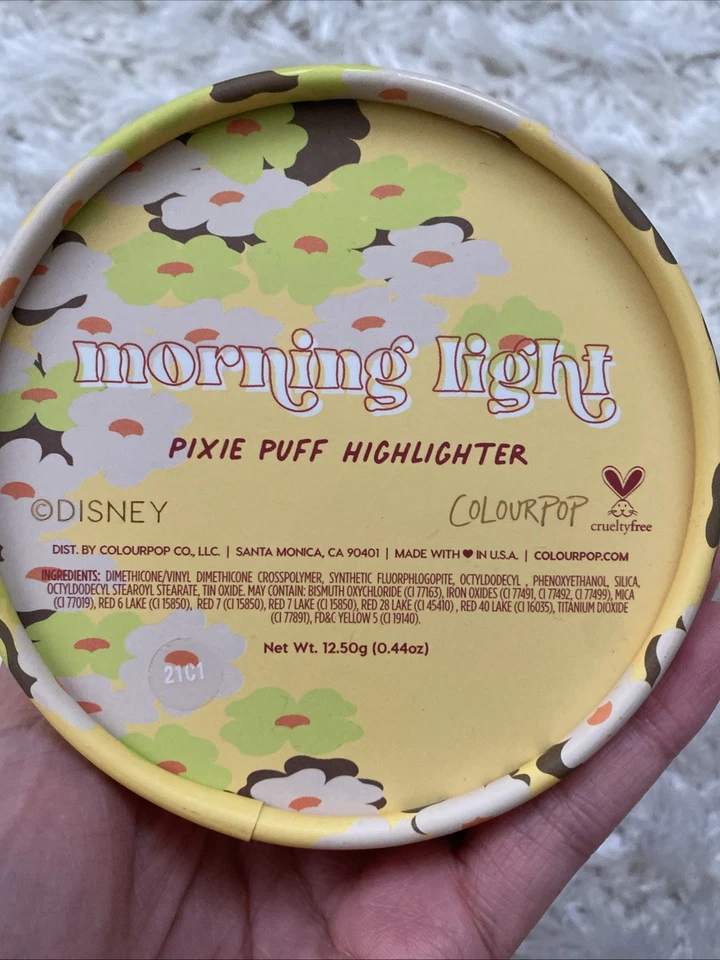 morning light
PIXIE PUFF HIGHLIGHTER
©DISNEY
COLOURPOP
crueltyfree
DIST. BY COLOURPOP CO., LLC. | SANTA MONICA, CA 90401 | MADE WITH ♥ IN U.S.A. | COLOURPOP.COM
INGREDIENTS: DIMETHICONE/VINYL DIMETHICONE CROSSPOLYMER, SYNTHETIC FLUORPHLOGOPITE, OCTYLDODECYL , PHENOXYETHANOL, SILICA,
OCTYLDODECYL STEAROYL STEARATE, TIN OXIDE. MAY CONTAIN: BISMUTH OXYCHLORIDE (CI 77163), IRON OXIDES (CI 77491, CI 77492, CI 77499), MICA
(CI 77019), RED 6 LAKE (CI 15850), RED 7 (CI 15850), RED 7 LAKE (CI 15850), RED 28 LAKE (CI 45410) , RED 40 LAKE (CI 16035), TITANIUM DIOXIDE
(CI 77891), FD&C YELLOW 5 (CI 19140).
Net Wt. 12.50g (0.44oz)
21C1